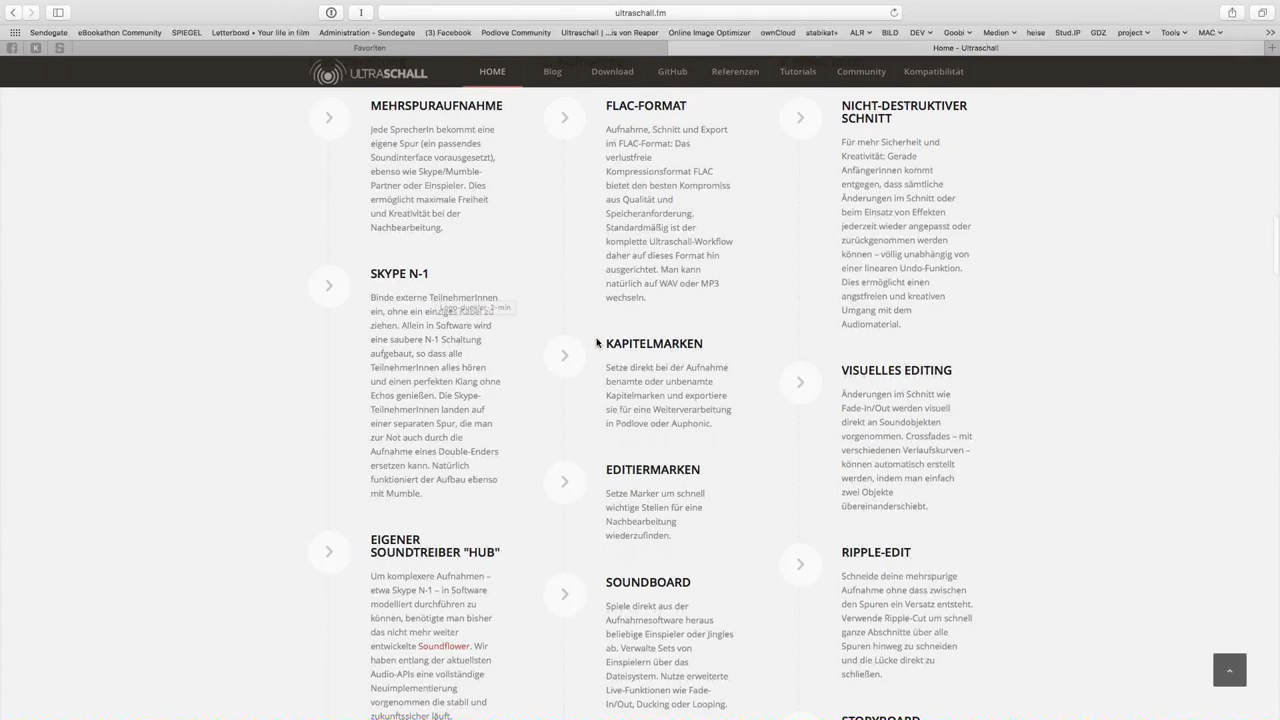 ultraschall.fm
Sendegate eBookathon Community SPIEGEL Letterboxd • Your life in film Administration - Sendegate (3) Facebook Podlove Community Ultraschall | ...is von Reaper Online Image Optimizer ownCloud stabikat+ ALR BILD DEV Goobi Medien heise Stud.IP GDZ project Tools MAC >>
Favoriten Home - Ultraschall
ULTRASCHALL HOME Blog Download GitHub Referenzen Tutorials Community Kompatibilität
MEHRSPURAUFNAHME
Jede SprecherIn bekommt eine
eigene Spur (ein passendes
Soundinterface vorausgesetzt),
ebenso wie Skype/Mumble-
Partner oder Einspieler. Dies
ermöglicht maximale Freiheit
und Kreativität bei der
Nachbearbeitung.
SKYPE N-1
Binde externe TeilnehmerInnen
ein, ohne ein einziges Kabel zu
ziehen. Allein in Software wird
eine saubere N-1 Schaltung
aufgebaut, so dass alle
TeilnehmerInnen alles hören
und einen perfekten Klang ohne
Echos genießen. Die Skype-
TeilnehmerInnen landen auf
einer separaten Spur, die man
zur Not auch durch die
Aufnahme eines Double-Enders
ersetzen kann. Natürlich
funktioniert der Aufbau ebenso
mit Mumble.
EIGENER
SOUNDTREIBER "HUB"
Um komplexere Aufnahmen –
etwa Skype N-1 – in Software
modelliert durchführen zu
können, benötigte man bisher
das nicht mehr weiter
entwickelte Soundflower. Wir
haben entlang der aktuellsten
Audio-APIs eine vollständige
Neuimplementierung
vorgenommen die stabil und
zukunftssicher läuft.
FLAC-FORMAT
Aufnahme, Schnitt und Export
im FLAC-Format: Das
verlustfreie
Kompressionsformat FLAC
bietet den besten Kompromiss
aus Qualität und
Speicheranforderung.
Standardmäßig ist der
komplette Ultraschall-Workflow
daher auf dieses Format hin
ausgerichtet. Man kann
natürlich auf WAV oder MP3
wechseln.
KAPITELMARKEN
Setze direkt bei der Aufnahme
benamte oder unbenamte
Kapitelmarken und exportiere
sie für eine Weiterverarbeitung
in Podlove oder Auphonic.
EDITIERMARKEN
Setze Marker um schnell
wichtige Stellen für eine
Nachbearbeitung
wiederzufinden.
SOUNDBOARD
Spiele direkt aus der
Aufnahmesoftware heraus
beliebige Einspieler oder Jingles
ab. Verwalte Sets von
Einspielern über das
Dateisystem. Nutze erweiterte
Live-Funktionen wie Fade-
In/Out, Ducking oder Looping.
NICHT-DESTRUKTIVER
SCHNITT
Für mehr Sicherheit und
Kreativität: Gerade
AnfängerInnen kommt
entgegen, dass sämtliche
Änderungen im Schnitt oder
beim Einsatz von Effekten
jederzeit wieder angepasst oder
zurückgenommen werden
können – völlig unabhängig von
einer linearen Undo-Funktion.
Dies ermöglicht einen
angstfreien und kreativen
Umgang mit dem
Audiomaterial.
VISUELLES EDITING
Änderungen im Schnitt wie
Fade-In/Out werden visuell
direkt an Soundobjekten
vorgenommen. Crossfades – mit
verschiedenen Verlaufskurven –
können automatisch erstellt
werden, indem man einfach
zwei Objekte
übereinanderschiebt.
RIPPLE-EDIT
Schneide deine mehrspurige
Aufnahme ohne dass zwischen
den Spuren ein Versatz entsteht.
Verwende Ripple-Cut um schnell
ganze Abschnitte über alle
Spuren hinweg zu schneiden
und die Lücke direkt zu
schließen.
STORYBOARD